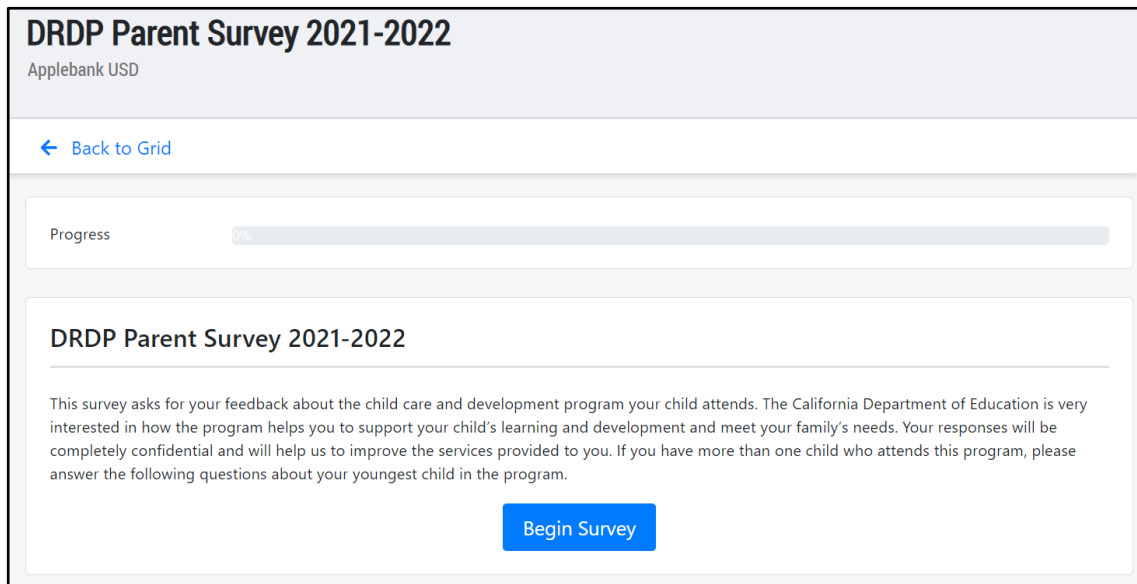 DRDP Parent Survey 2021-2022
Applebank USD
Back to Grid
Progress
0%
DRDP Parent Survey 2021-2022
This survey asks for your feedback about the child care and development program your child attends. The California Department of Education is very
interested in how the program helps you to support your child’s learning and development and meet your family’s needs. Your responses will be
completely confidential and will help us to improve the services provided to you. If you have more than one child who attends this program, please
answer the following questions about your youngest child in the program.
Begin Survey